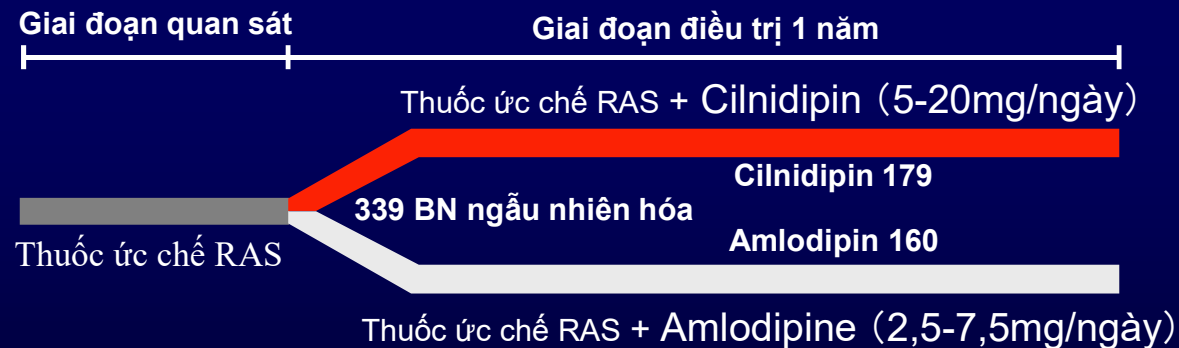 Giai đoạn quan sát
Giai đoạn điều trị 1 năm
Thuốc ức chế RAS + Cilnidipin（5-20mg/ngày）
Cilnidipin 179
339 BN ngẫu nhiên hóa
Thuốc ức chế RAS
Amlodipin 160
Thuốc ức chế RAS + Amlodipine（2,5-7,5mg/ngày）